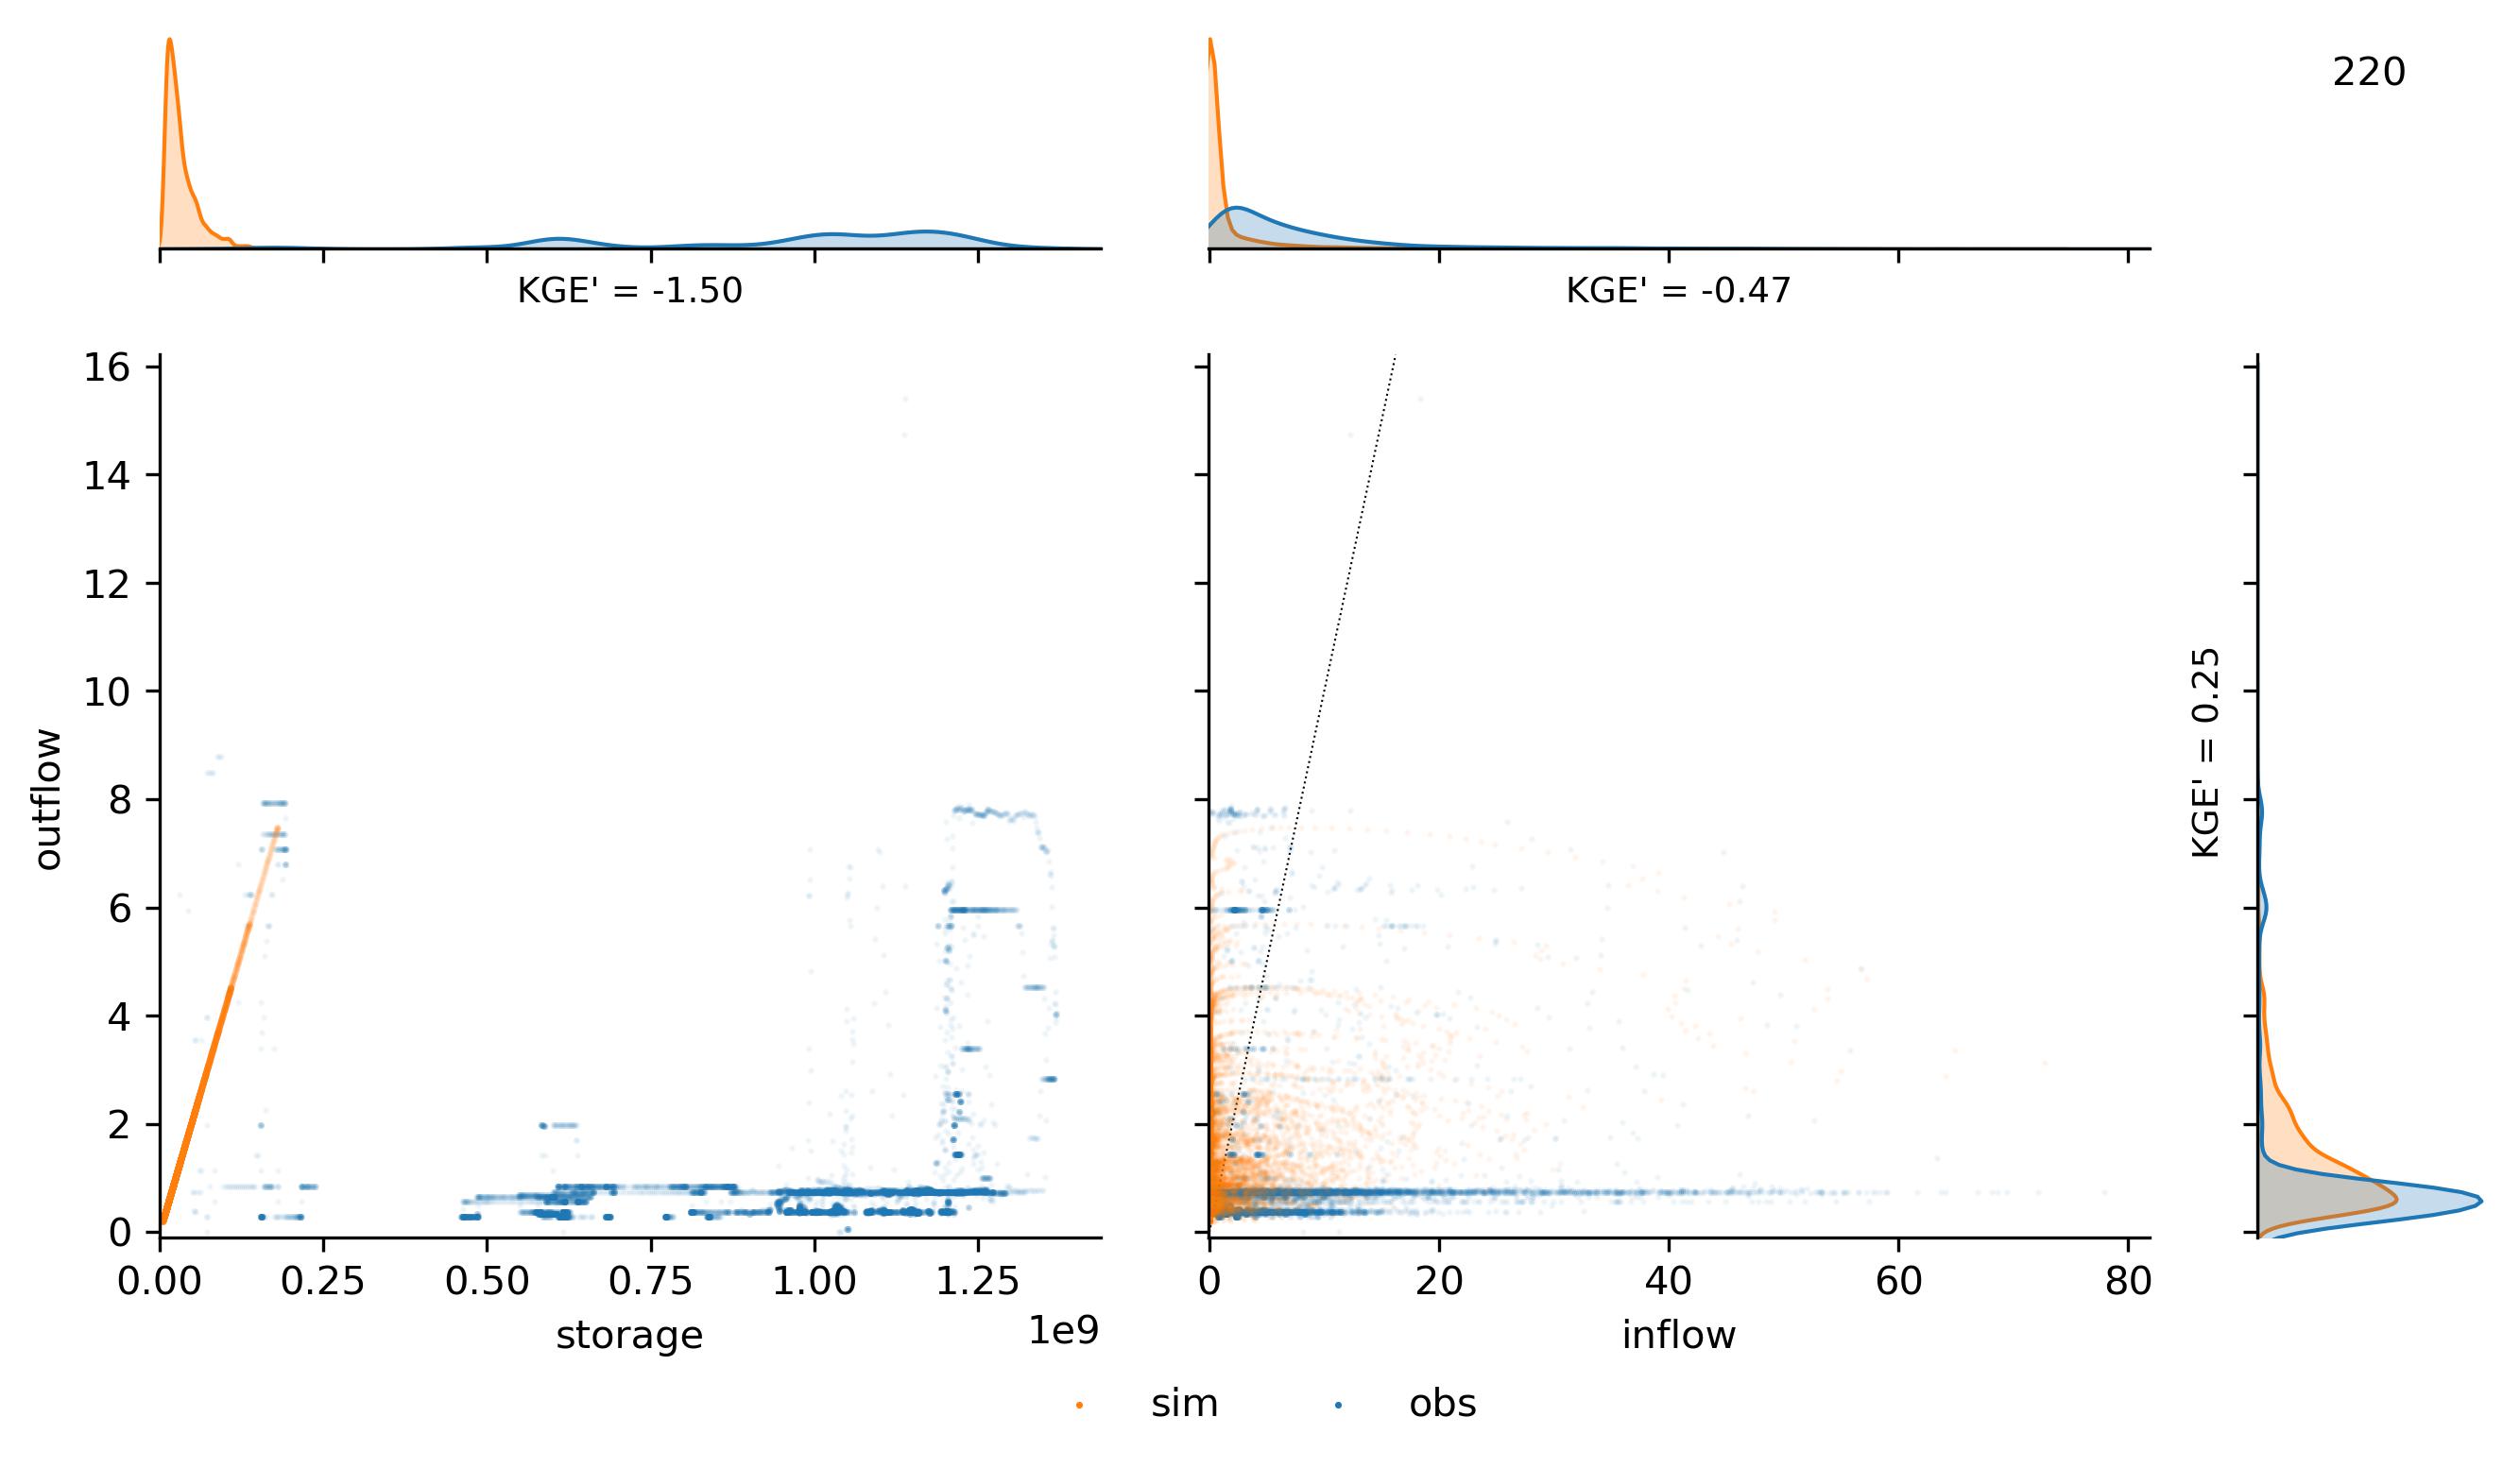 220
KGE' = -1.50
KGE' = -0.47
16
14
12
10
8
6
4
2
0
outflow
KGE' = 0.25
0.00 0.25 0.50 0.75 1.00 1.25
1e9
storage
0 20 40 60 80
inflow
sim obs